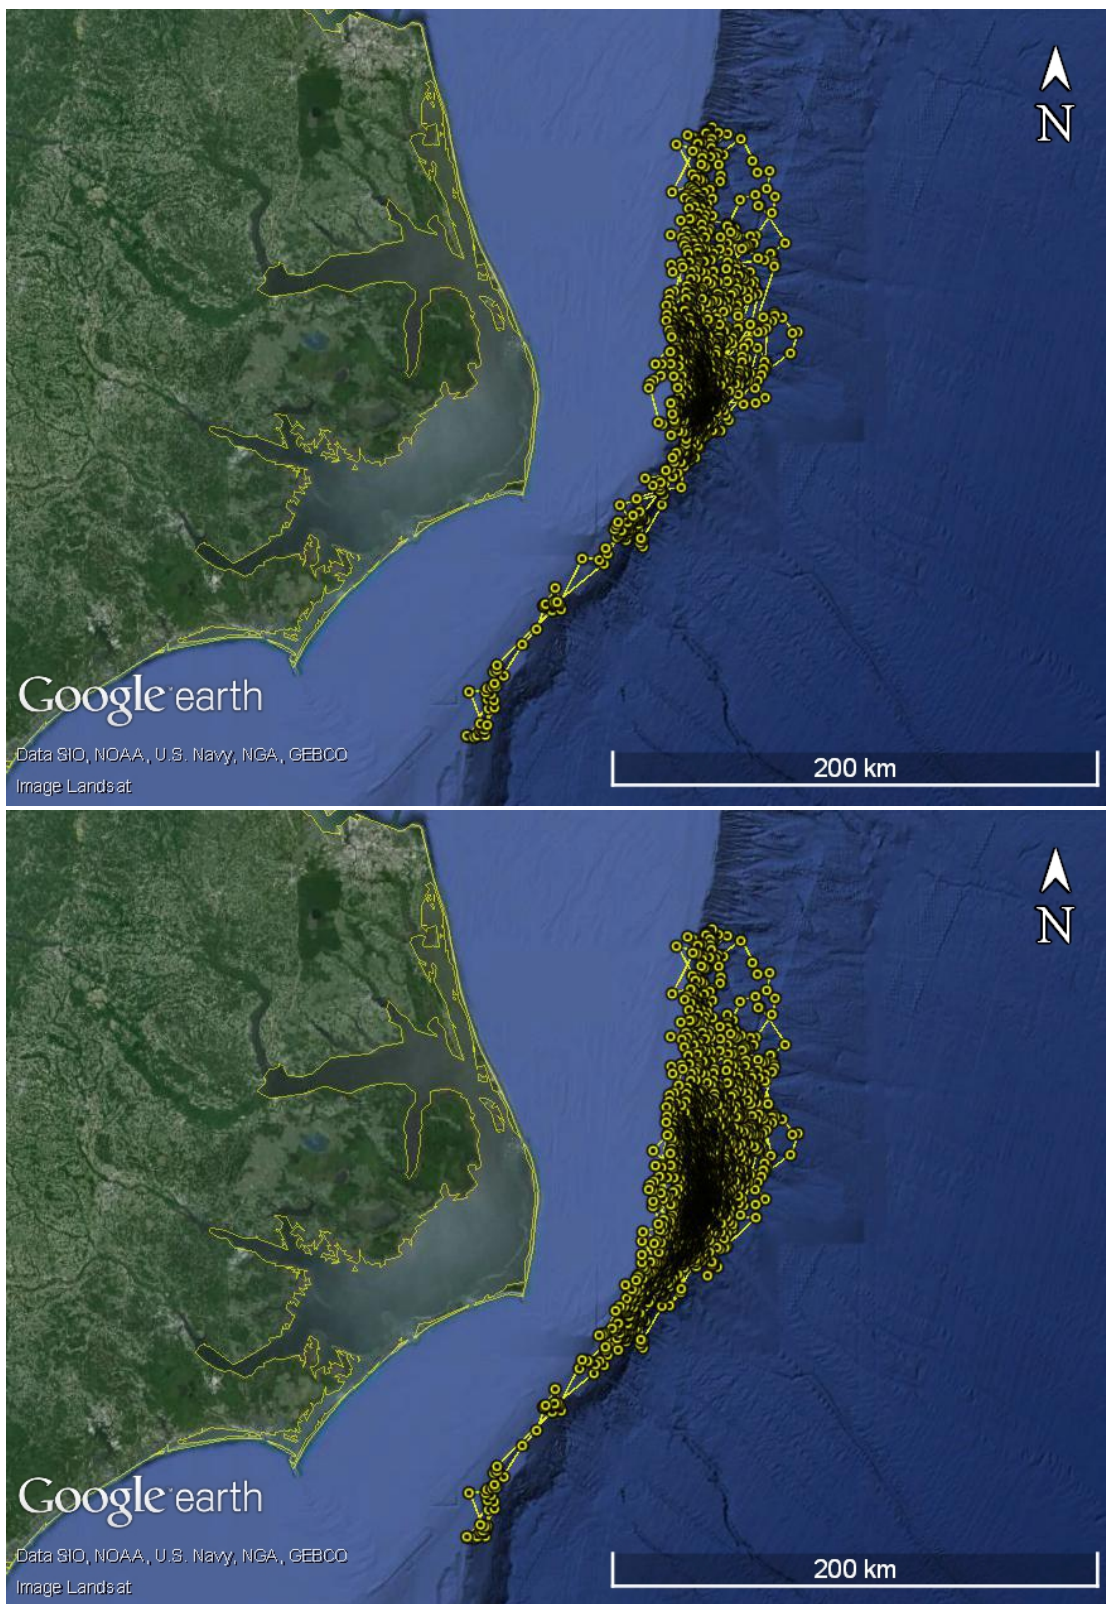 N
Google earth
Data SIO, NOAA, U.S. Navy, NGA, GEBCO
Image Landsat
200 km
N
Google earth
Data SIO, NOAA, U.S. Navy, NGA, GEBCO
Image Landsat
200 km